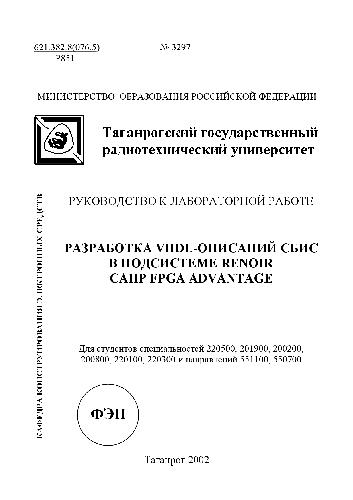 621.382.8(076.5) № 3297
Р851
МИНИСТЕРСТВО ОБРАЗОВАНИЯ РОССИЙСКОЙ ФЕДЕРАЦИИ
Таганрогский государственный
радиотехнический университет
РУКОВОДСТВО К ЛАБОРАТОРНОЙ РАБОТЕ
РАЗРАБОТКА VHDL-ОПИСАНИЙ СБИС
В ПОДСИСТЕМЕ RENOIR
САПР FPGA ADVANTAGE
КАФЕДРА КОНСТРУИРОВАНИЯ ЭЛЕКТРОННЫХ СРЕДСТВ
Для студентов специальностей 220500, 201900, 200200,
200800, 220100, 220300 и направлений 551100, 550700
ФЭП
Таганрог 2002